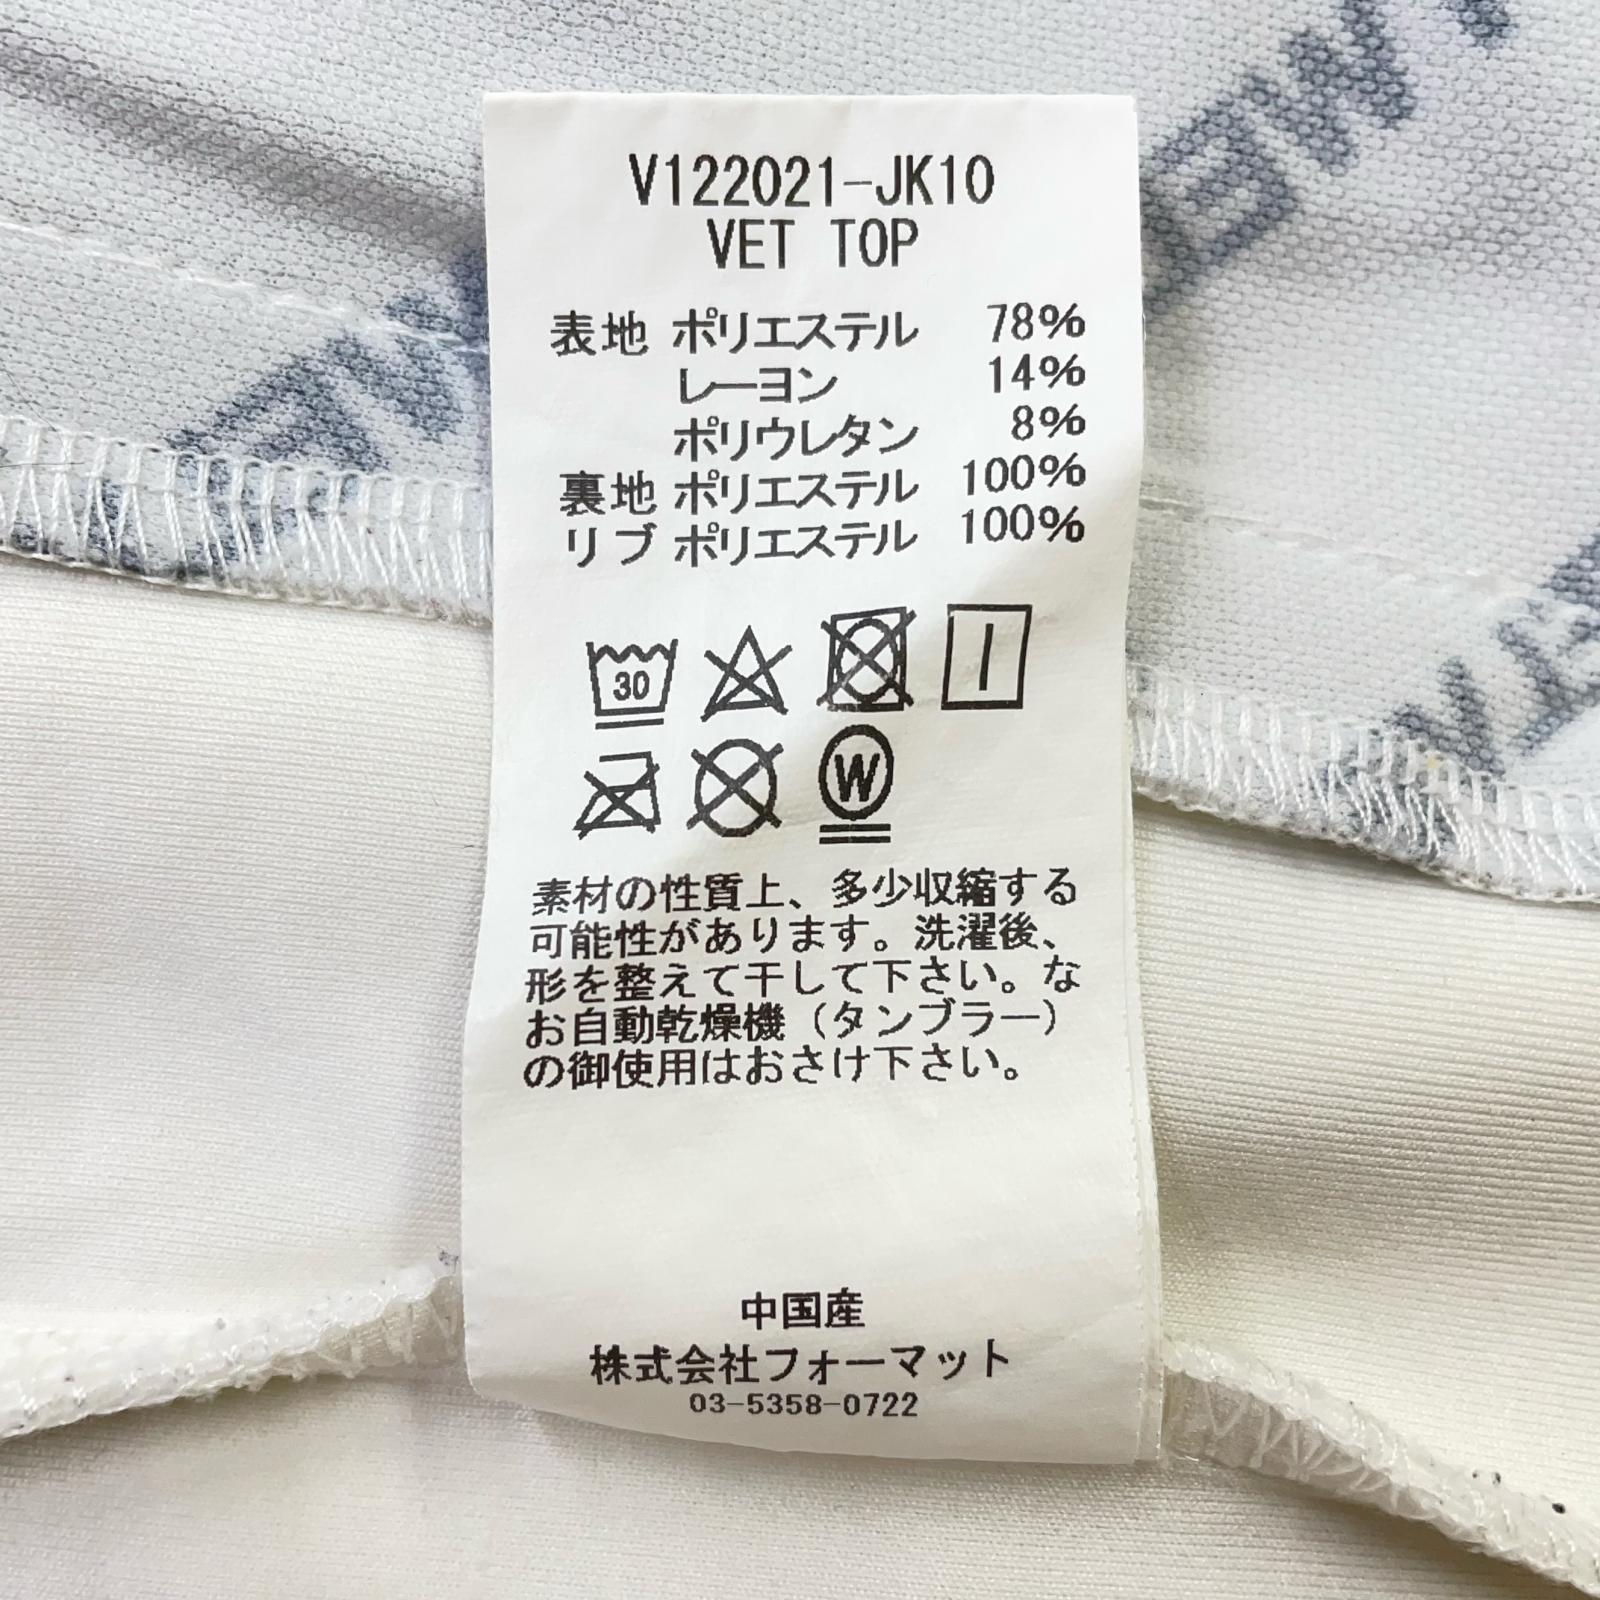 V122021-JK10
VET TOP
表地 ポリエステル 78%
レーヨン 14%
ポリウレタン 8%
裏地 ポリエステル 100%
リブ ポリエステル 100%
30
W
素材の性質上、多少収縮する
可能性があります。洗濯後、
形を整えて干して下さい。な
お自動乾燥機（タンブラー）
の御使用はおさけ下さい。
中国産
株式会社フォーマット
03-5358-0722